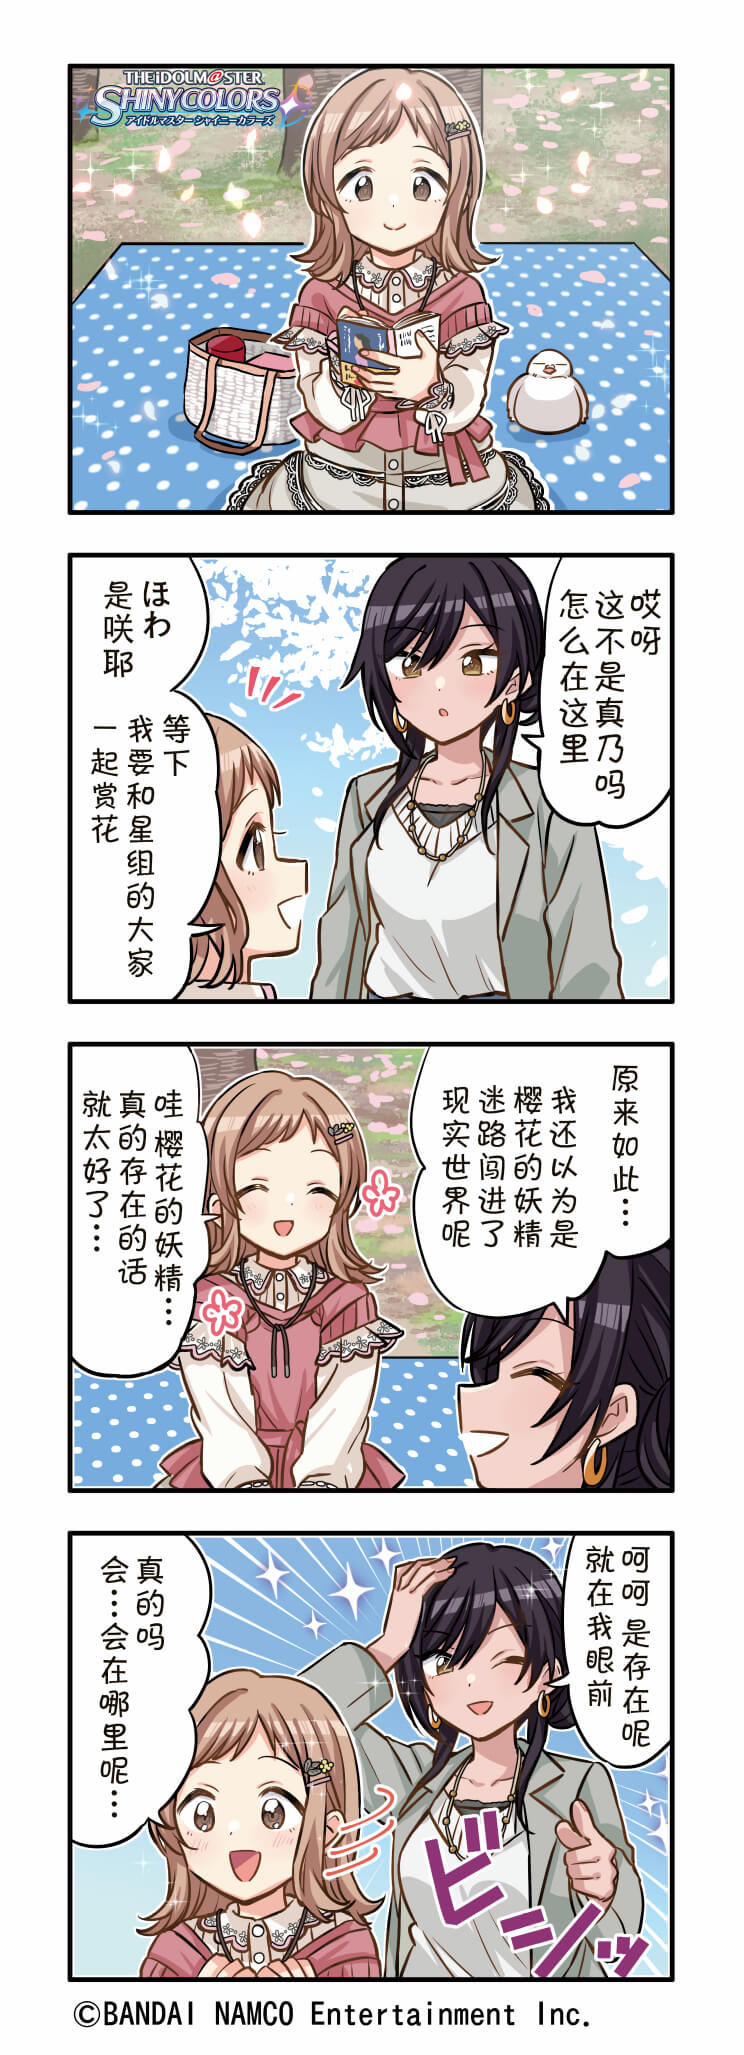 THE iDOLM@STER
SHINYCOLORS
アイドルマスター シャイニーカラーズ
哎呀
这不是真乃吗
怎么在这里
ほわ
是咲耶
等下
我要和星组的大家
一起赏花
原来如此…
我还以为是
樱花的妖精
迷路闯进了
现实世界呢
哇 樱花的妖精…
真的存在的话
就太好了…
呵呵 是存在呢
就在我眼前
真的吗
会…会在哪里呢…
ビシッ
©BANDAI NAMCO Entertainment Inc.